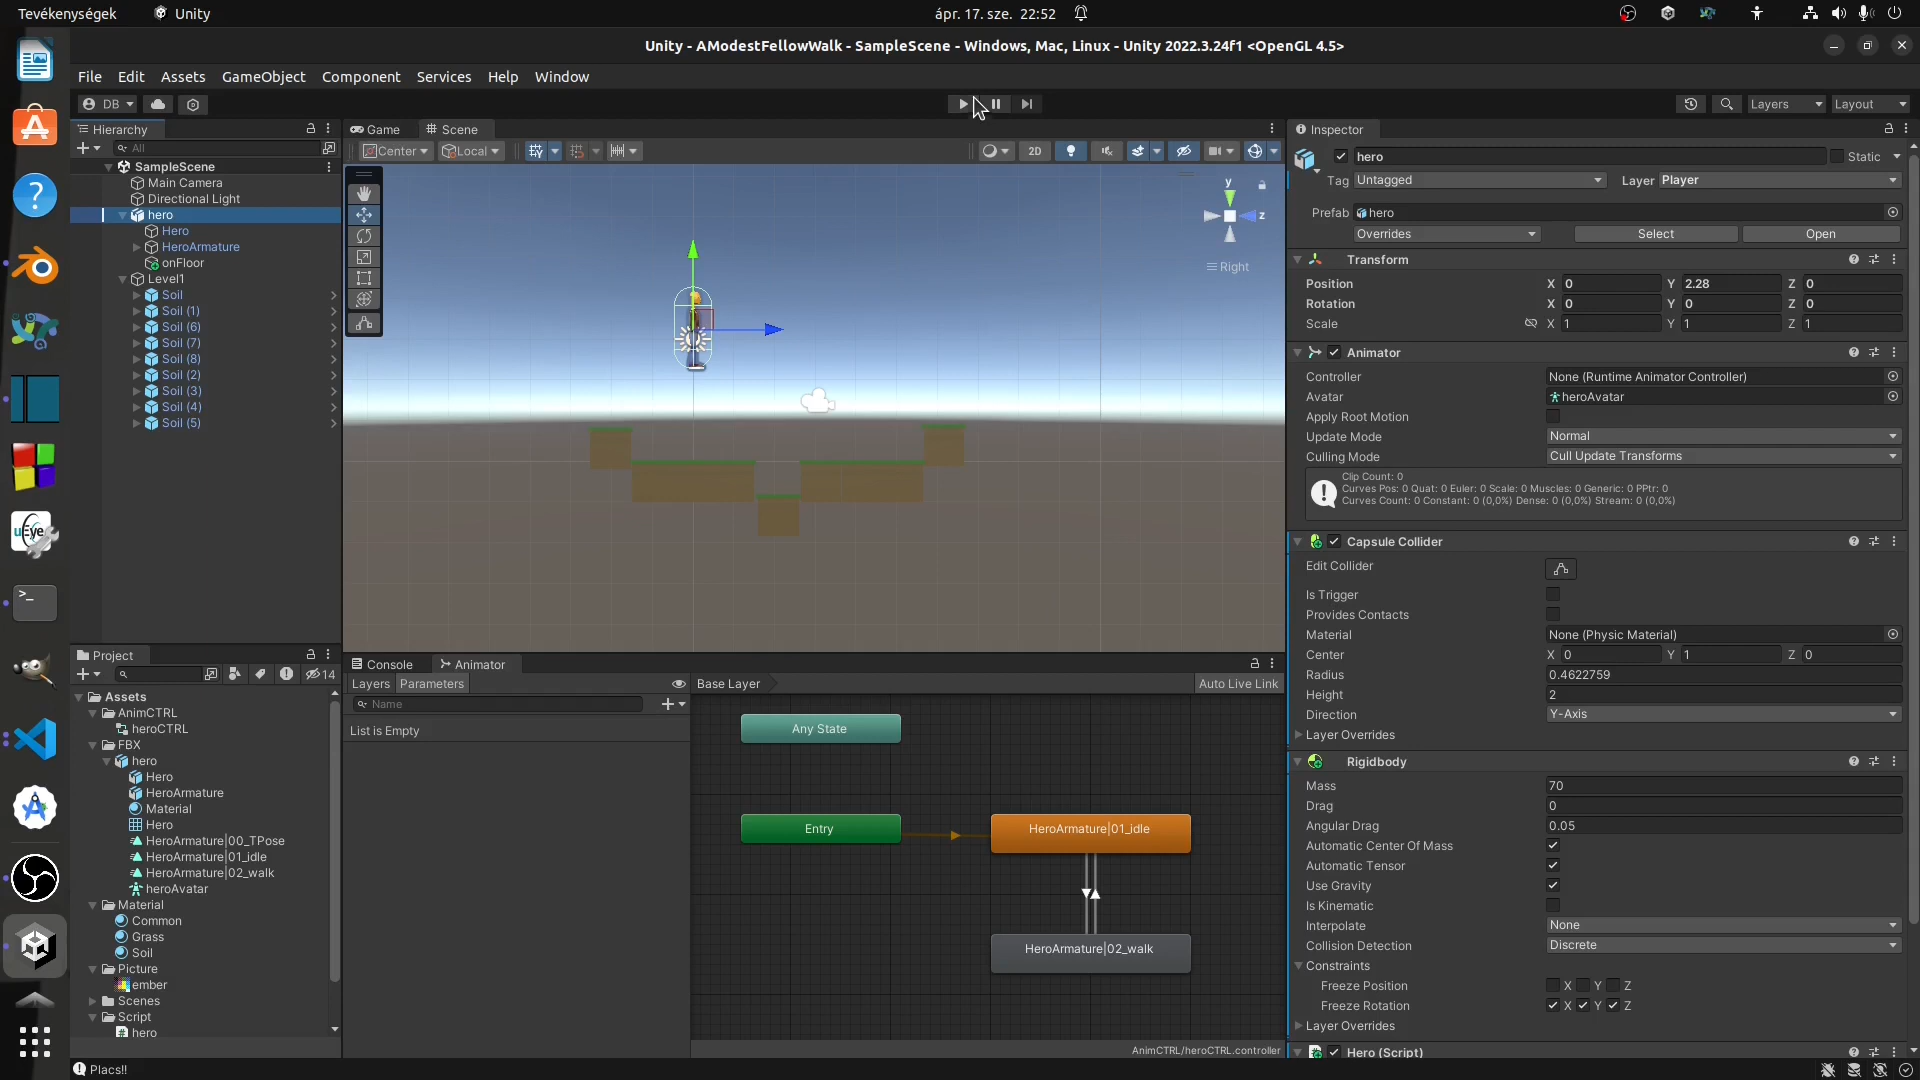 Tevékenységek
Unity
ápr. 17. sze. 22:52
Unity - AModestFellowWalk - SampleScene - Windows, Mac, Linux - Unity 2022.3.24f1 <OpenGL 4.5>
File Edit Assets GameObject Component Services Help Window
DB
Layers
Layout
Hierarchy
All
SampleScene
Main Camera
Directional Light
hero
Hero
HeroArmature
onFloor
Level1
Soil
Soil (1)
Soil (6)
Soil (7)
Soil (8)
Soil (2)
Soil (3)
Soil (4)
Soil (5)
Game
Scene
Center
Local
2D
y
z
Right
Project
14
Assets
AnimCTRL
heroCTRL
FBX
hero
Hero
HeroArmature
Material
Hero
HeroArmature|00_TPose
HeroArmature|01_idle
HeroArmature|02_walk
heroAvatar
Material
Common
Grass
Soil
Picture
ember
Scenes
Script
hero
Console
Animator
Layers
Parameters
Base Layer
Auto Live Link
Name
List is Empty
Any State
Entry
HeroArmature|01_idle
HeroArmature|02_walk
AnimCTRL/heroCTRL.controller
Inspector
hero
Static
Tag Untagged
Layer Player
Prefab hero
Overrides
Select
Open
Transform
Position X 0 Y 2.28 Z 0
Rotation X 0 Y 0 Z 0
Scale X 1 Y 1 Z 1
Animator
Controller None (Runtime Animator Controller)
Avatar heroAvatar
Apply Root Motion
Update Mode Normal
Culling Mode Cull Update Transforms
Clip Count: 0
Curves Pos: 0 Quat: 0 Euler: 0 Scale: 0 Muscles: 0 Generic: 0 PPtr: 0
Curves Count: 0 Constant: 0 (0,0%) Dense: 0 (0,0%) Stream: 0 (0,0%)
Capsule Collider
Edit Collider
Is Trigger
Provides Contacts
Material None (Physic Material)
Center X 0 Y 1 Z 0
Radius 0.4622759
Height 2
Direction Y-Axis
Layer Overrides
Rigidbody
Mass 70
Drag 0
Angular Drag 0.05
Automatic Center Of Mass
Automatic Tensor
Use Gravity
Is Kinematic
Interpolate None
Collision Detection Discrete
Constraints
Freeze Position X Y Z
Freeze Rotation X Y Z
Layer Overrides
Hero (Script)
Placs!!